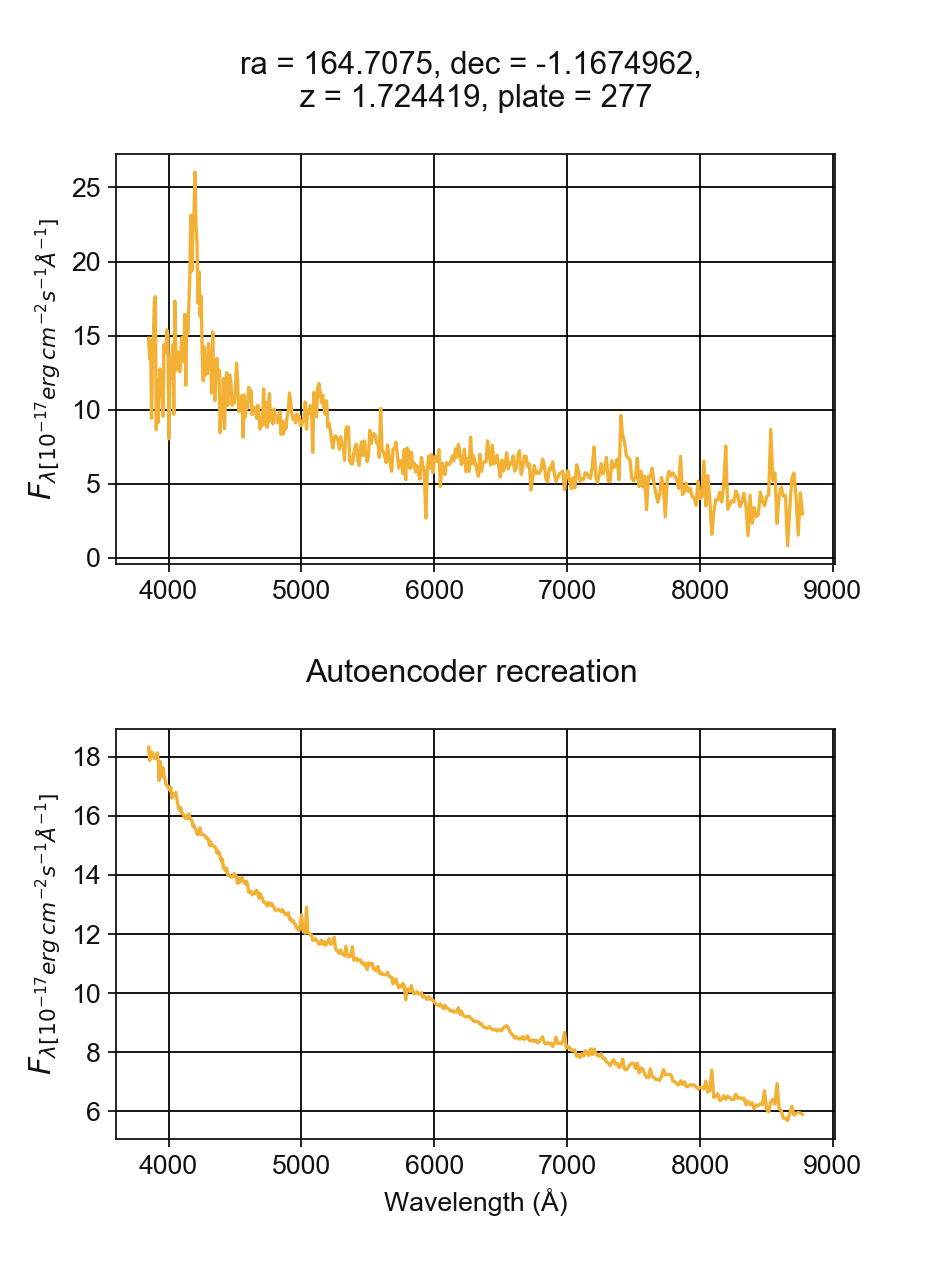 ra = 164.7075, dec = -1.1674962,
z = 1.724419, plate = 277
25
20
15
10
5
0
F_λ[10^{-17} erg cm^{-2} s^{-1} Å^{-1}]
4000 5000 6000 7000 8000 9000
Autoencoder recreation
18
16
14
12
10
8
6
F_λ[10^{-17} erg cm^{-2} s^{-1} Å^{-1}]
4000 5000 6000 7000 8000 9000
Wavelength (Å)